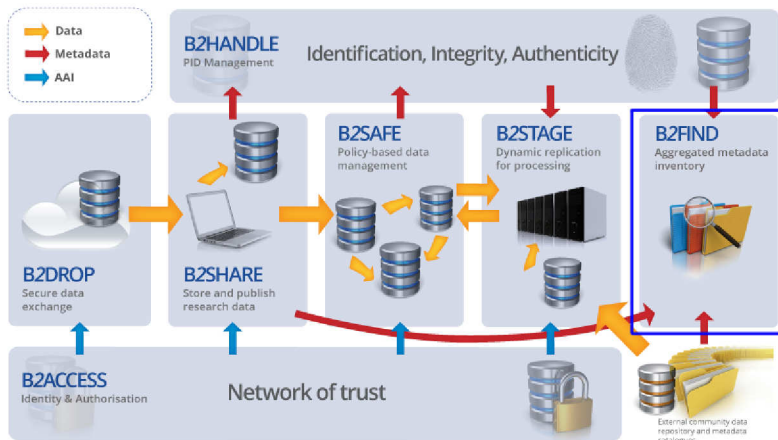 Data
Metadata
AAI
B2HANDLE
PID Management
Identification, Integrity, Authenticity
B2DROP
Secure data
exchange
B2SHARE
Store and publish
research data
B2SAFE
Policy-based data
management
B2STAGE
Dynamic replication
for processing
B2FIND
Aggregated metadata
inventory
B2ACCESS
Identity & Authorisation
Network of trust
External community data
repository and metadata